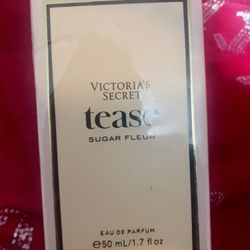 VICTORIA'S
SECRET
tease
SUGAR FLEUR
EAU DE PARFUM
℮50 mL/1.7 fl oz